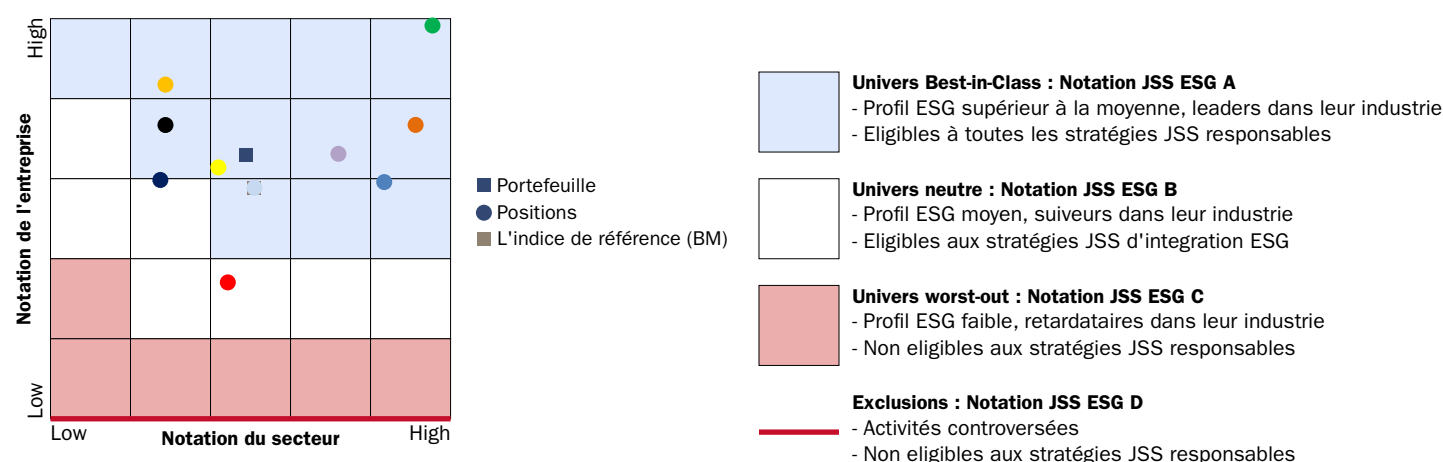 High
Notation de l'entreprise
Low
Low
Notation du secteur
High
Portefeuille
Positions
L'indice de référence (BM)
Univers Best-in-Class : Notation JSS ESG A
- Profil ESG supérieur à la moyenne, leaders dans leur industrie
- Eligibles à toutes les stratégies JSS responsables
Univers neutre : Notation JSS ESG B
- Profil ESG moyen, suiveurs dans leur industrie
- Eligibles aux stratégies JSS d'integration ESG
Univers worst-out : Notation JSS ESG C
- Profil ESG faible, retardataires dans leur industrie
- Non eligibles aux stratégies JSS responsables
Exclusions : Notation JSS ESG D
- Activités controversées
- Non eligibles aux stratégies JSS responsables